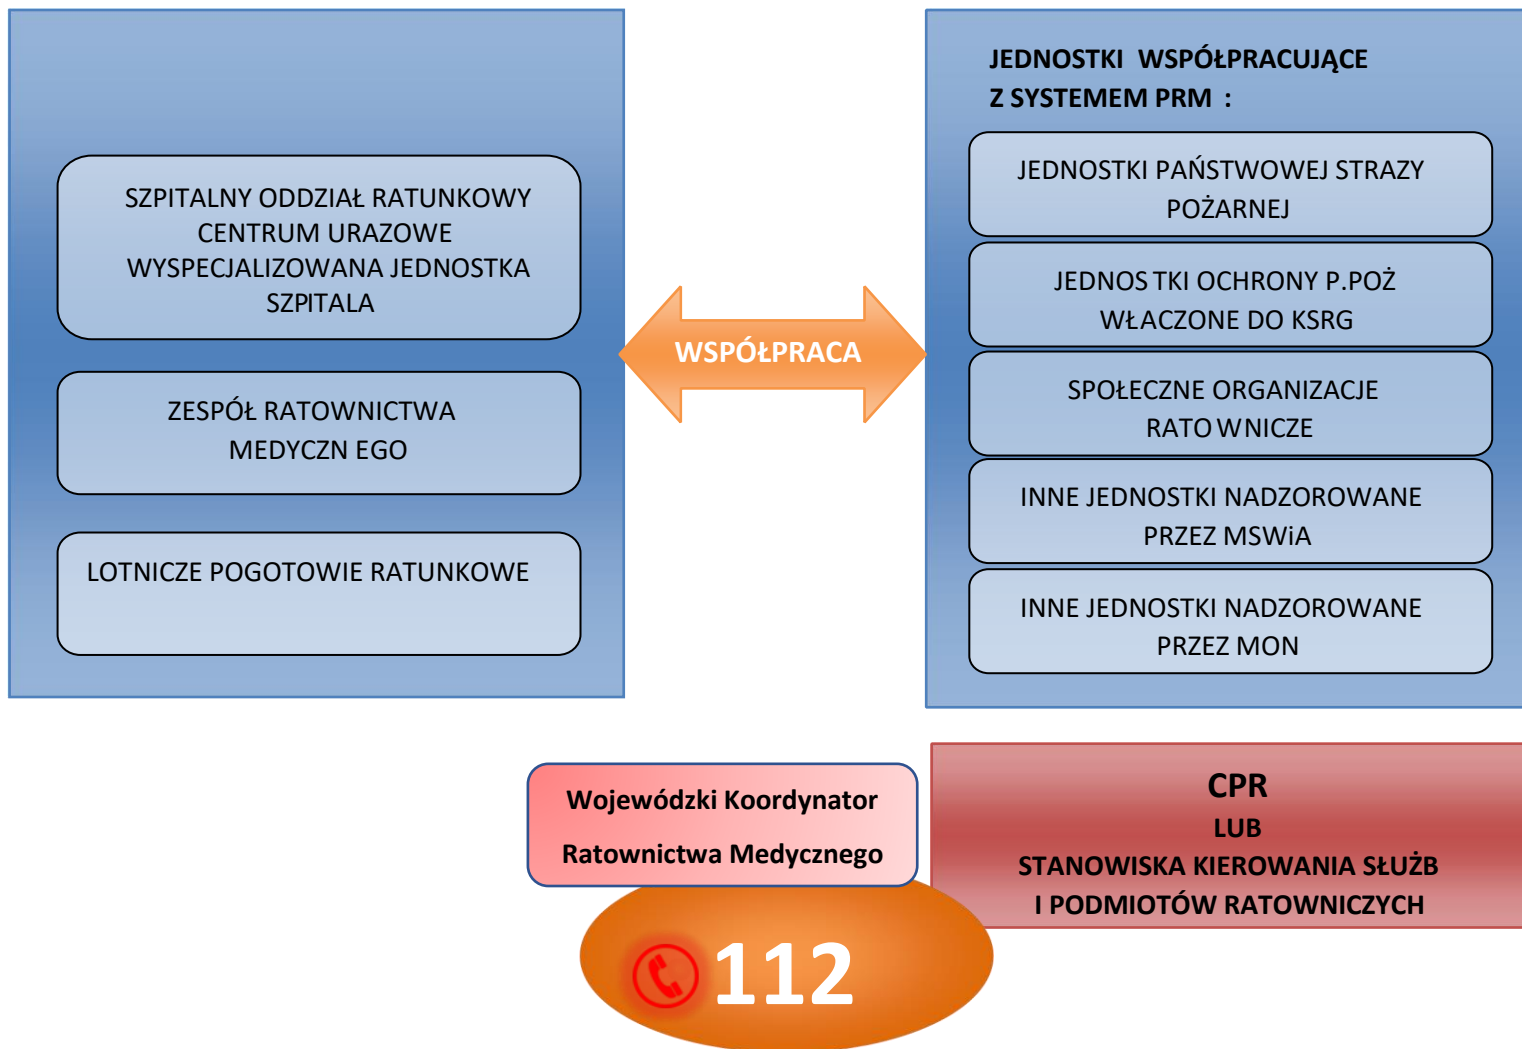 SZPITALNY ODDZIAŁ RATUNKOWY
CENTRUM URAZOWE
WYSPECJALIZOWANA JEDNOSTKA
SZPITALA
ZESPÓŁ RATOWNICTWA
MEDYCZN EGO
LOTNICZE POGOTOWIE RATUNKOWE
WSPÓŁPRACA
JEDNOSTKI WSPÓŁPRACUJĄCE
Z SYSTEMEM PRM :
JEDNOSTKI PAŃSTWOWEJ STRAZY
POŻARNEJ
JEDNOS TKI OCHRONY P.POŻ
WŁACZONE DO KSRG
SPOŁECZNE ORGANIZACJE
RATO WNICZE
INNE JEDNOSTKI NADZOROWANE
PRZEZ MSWiA
INNE JEDNOSTKI NADZOROWANE
PRZEZ MON
Wojewódzki Koordynator
Ratownictwa Medycznego
112
CPR
LUB
STANOWISKA KIEROWANIA SŁUŻB
I PODMIOTÓW RATOWNICZYCH